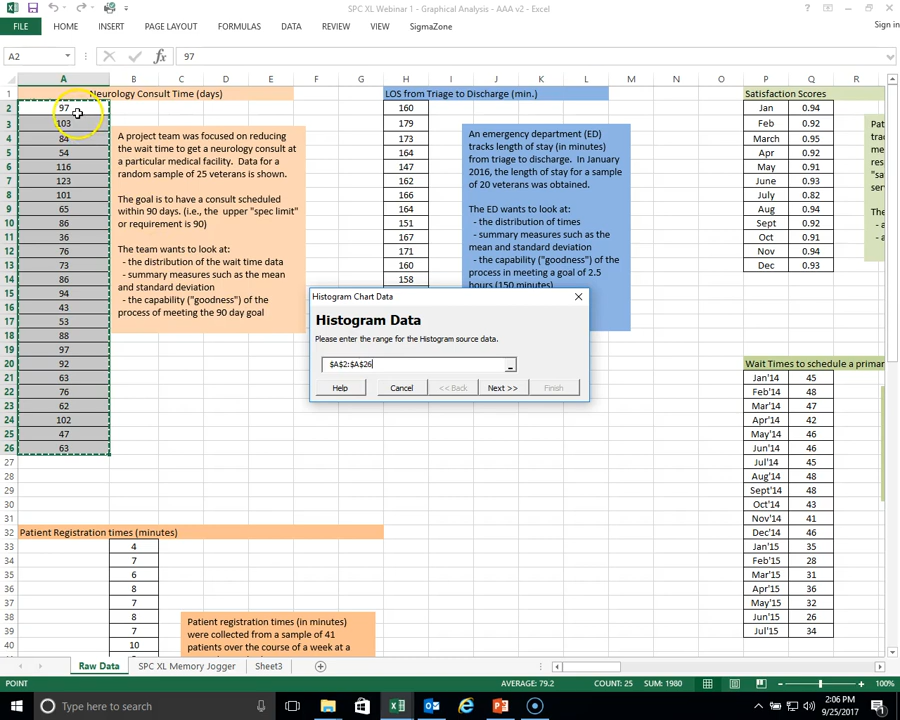 SPC XL Webinar 1 - Graphical Analysis - AAA v2 - Excel
?
FILE HOME INSERT PAGE LAYOUT FORMULAS DATA REVIEW SigmaZone Sign in
A2 fx 97
A B C D E F G H I J K L M N O P Q R
1 Neurology Consult Time (days) LOS from Triage to Discharge (min.) Satisfaction Scores
2 97 160 Jan 0.94
3 103 179 Feb 0.92
4 84 173 March 0.95
5 54 164 Apr 0.92
6 116 147 May 0.91
7 123 162 June 0.93
8 101 166 July 0.82
9 65 164 Aug 0.94
10 86 151 Sept 0.92
11 36 167 Oct 0.91
12 76 171 Nov 0.94
13 73 160 Dec 0.93
14 86 158
15 94
16 43
17 53
18 88
19 97
20 92 Wait Times to schedule a primar
21 63 Jan'14 45
22 76 Feb'14 48
23 62 Mar'14 47
24 102 Apr'14 42
25 47 May'14 46
26 63 Jun'14 46
27 Jul'14 45
28 Aug'14 48
29 Sept'14 48
30 Oct'14 43
31 Nov'14 41
32 Patient Registration times (minutes) Dec'14 46
33 4 Jan'15 35
34 7 Feb'15 28
35 6 Mar'15 31
36 8 Apr'15 36
37 7 May'15 32
38 8 Jun'15 26
39 7 Jul'15 34
40 10
A project team was focused on reducing
the wait time to get a neurology consult at
a particular medical facility. Data for a
random sample of 25 veterans is shown.
The goal is to have a consult scheduled
within 90 days. (i.e., the upper "spec limit"
or requirement is 90)
The team wants to look at:
- the distribution of the wait time data
- summary measures such as the mean
and standard deviation
- the capability ("goodness") of the
process of meeting the 90 day goal
An emergency department (ED)
tracks length of stay (in minutes)
from triage to discharge. In January
2016, the length of stay for a sample
of 20 veterans was obtained.
The ED wants to look at:
- the distribution of times
- summary measures such as the
mean and standard deviation
- the capability ("goodness") of the
process in meeting a goal of 2.5
hours (150 minutes)
Pat
tra
me
res
"sa
ser
The
- a
- a
Histogram Chart Data
Histogram Data
Please enter the range for the Histogram source data.
$A$2:$A$26
Help Cancel << Back Next >> Finish
Patient registration times (in minutes)
were collected from a sample of 41
patients over the course of a week at a
Raw Data SPC XL Memory Jogger Sheet3
POINT AVERAGE: 79.2 COUNT: 25 SUM: 1980 100%
Type here to search 2:06 PM
9/25/2017